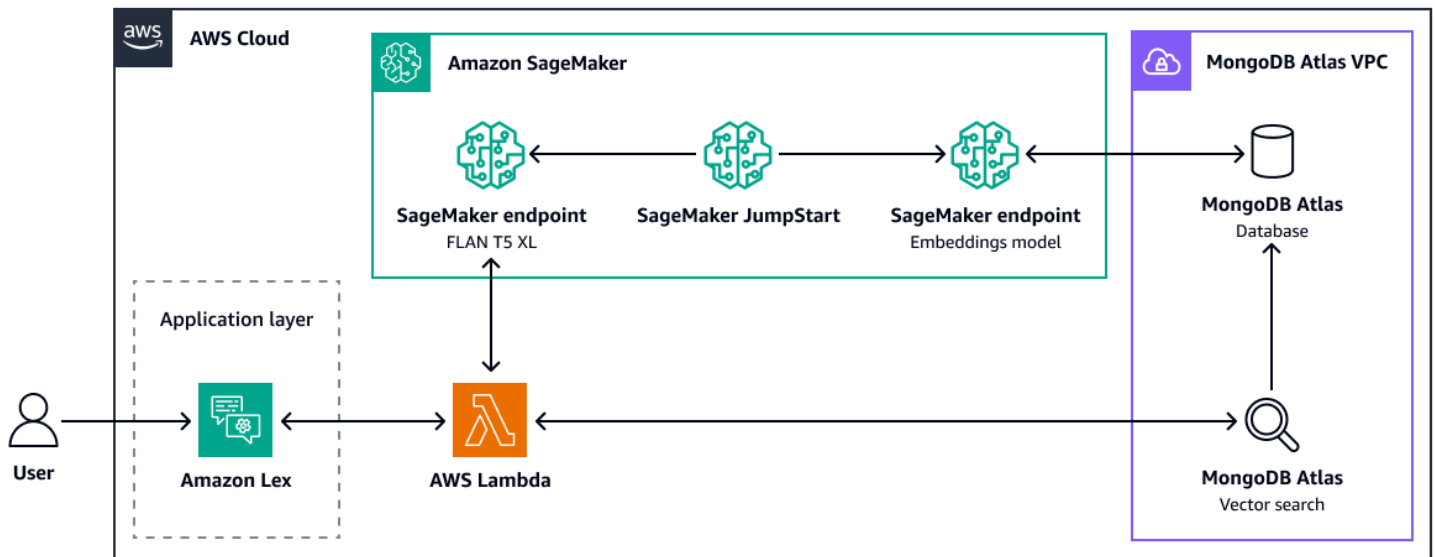 aws
AWS Cloud
Amazon SageMaker
MongoDB Atlas VPC
SageMaker endpoint
FLAN T5 XL
SageMaker JumpStart
SageMaker endpoint
Embeddings model
MongoDB Atlas
Database
Application layer
User
Amazon Lex
AWS Lambda
MongoDB Atlas
Vector search